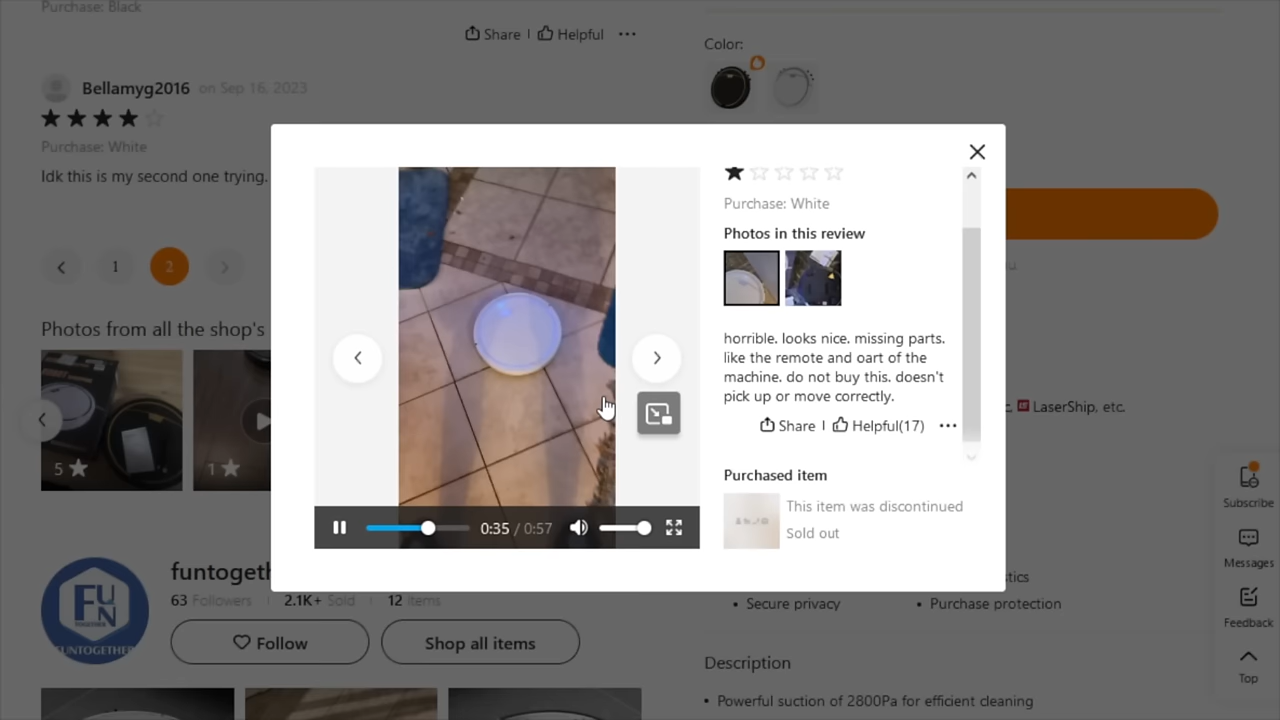 Purchase: Black
Share
Helpful
Bellamyg2016 on Sep 16, 2023
Purchase: White
Idk this is my second one trying.
1
2
Photos from all the shop's
5
1
funtogeth
63 Followers
2.1K+ Sold
12 Items
FUN
TOGETHER
FUNTOGETHER
Follow
Shop all items
0:35 / 0:57
Purchase: White
Photos in this review
horrible. looks nice. missing parts.
like the remote and oart of the
machine. do not buy this. doesn't
pick up or move correctly.
Share
Helpful(17)
Purchased item
This item was discontinued
Sold out
Color:
u.
c.
LaserShip, etc.
stics
• Secure privacy
• Purchase protection
Description
• Powerful suction of 2800Pa for efficient cleaning
Subscribe
Messages
Feedback
Top